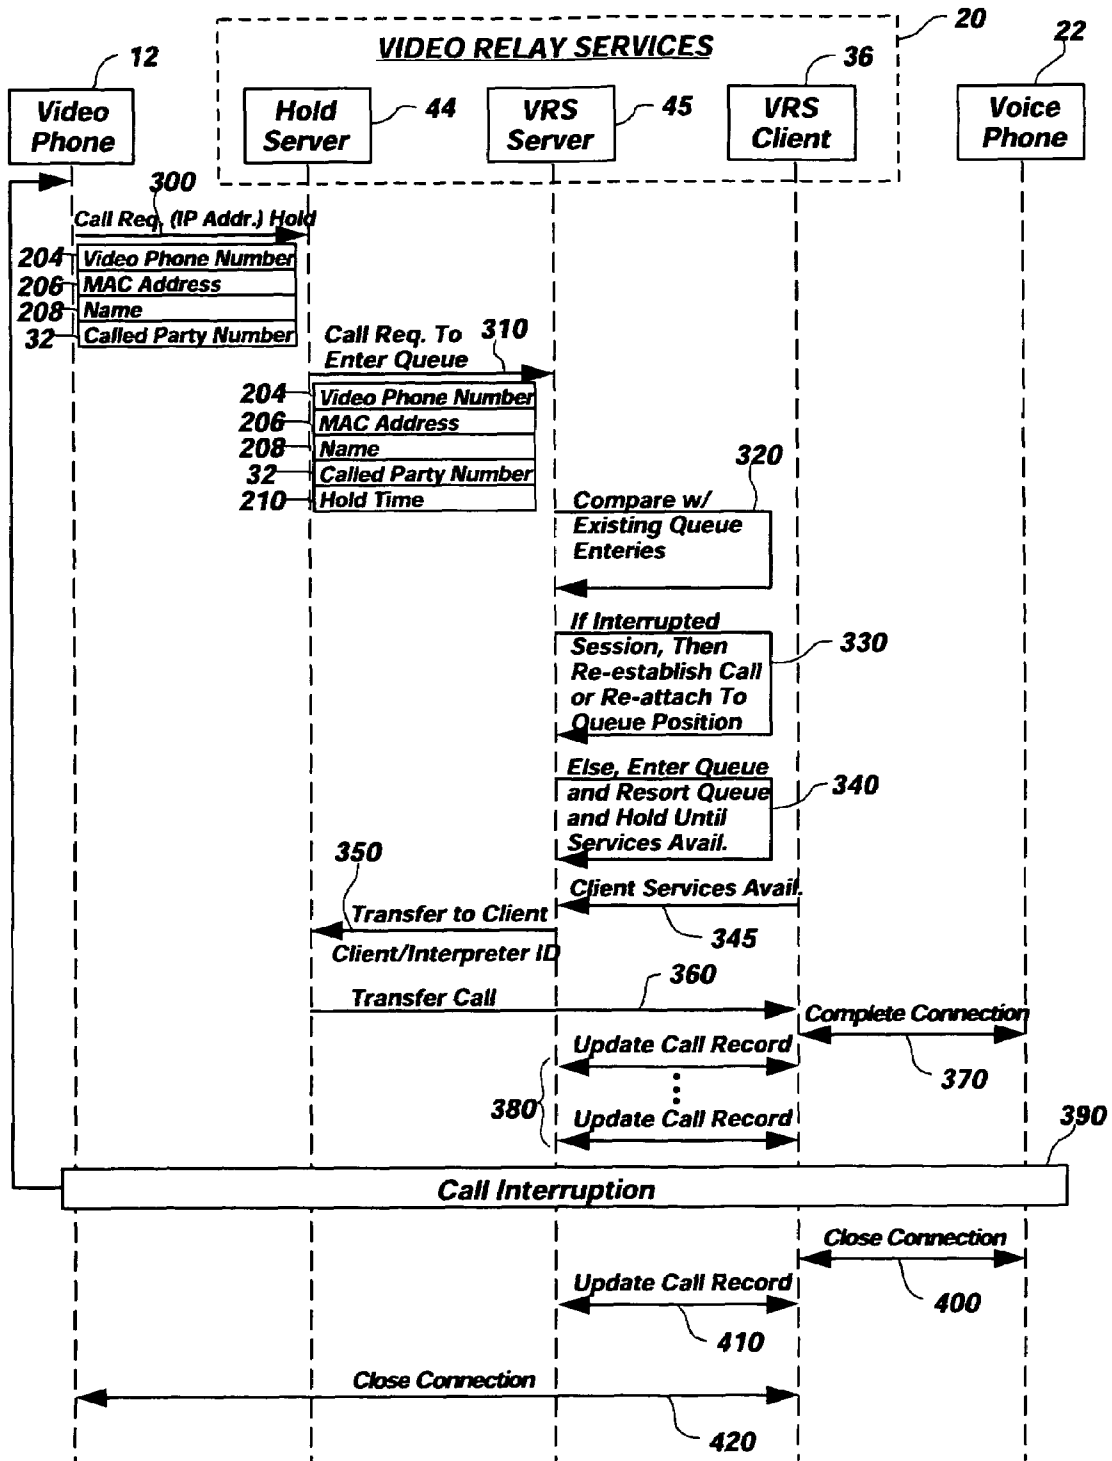 20
VIDEO RELAY SERVICES
12
44
45
36
22
Video
Phone
Hold
Server
VRS
Server
VRS
Client
Voice
Phone
300
Call Req. (IP Addr.) Hold
204 Video Phone Number
206 MAC Address
208 Name
32 Called Party Number
310
Call Req. To
Enter Queue
204 Video Phone Number
206 MAC Address
208 Name
32 Called Party Number
210 Hold Time
320
Compare w/
Existing Queue
Enteries
If Interrupted
Session, Then
Re-establish Call
or Re-attach To
Queue Position
330
Else, Enter Queue
and Resort Queue
and Hold Until
Services Avail.
340
Client Services Avail.
345
350
Transfer to Client
Client/Interpreter ID
360
Transfer Call
Complete Connection
370
Update Call Record
380
Update Call Record
390
Call Interruption
Close Connection
400
Update Call Record
410
Close Connection
420